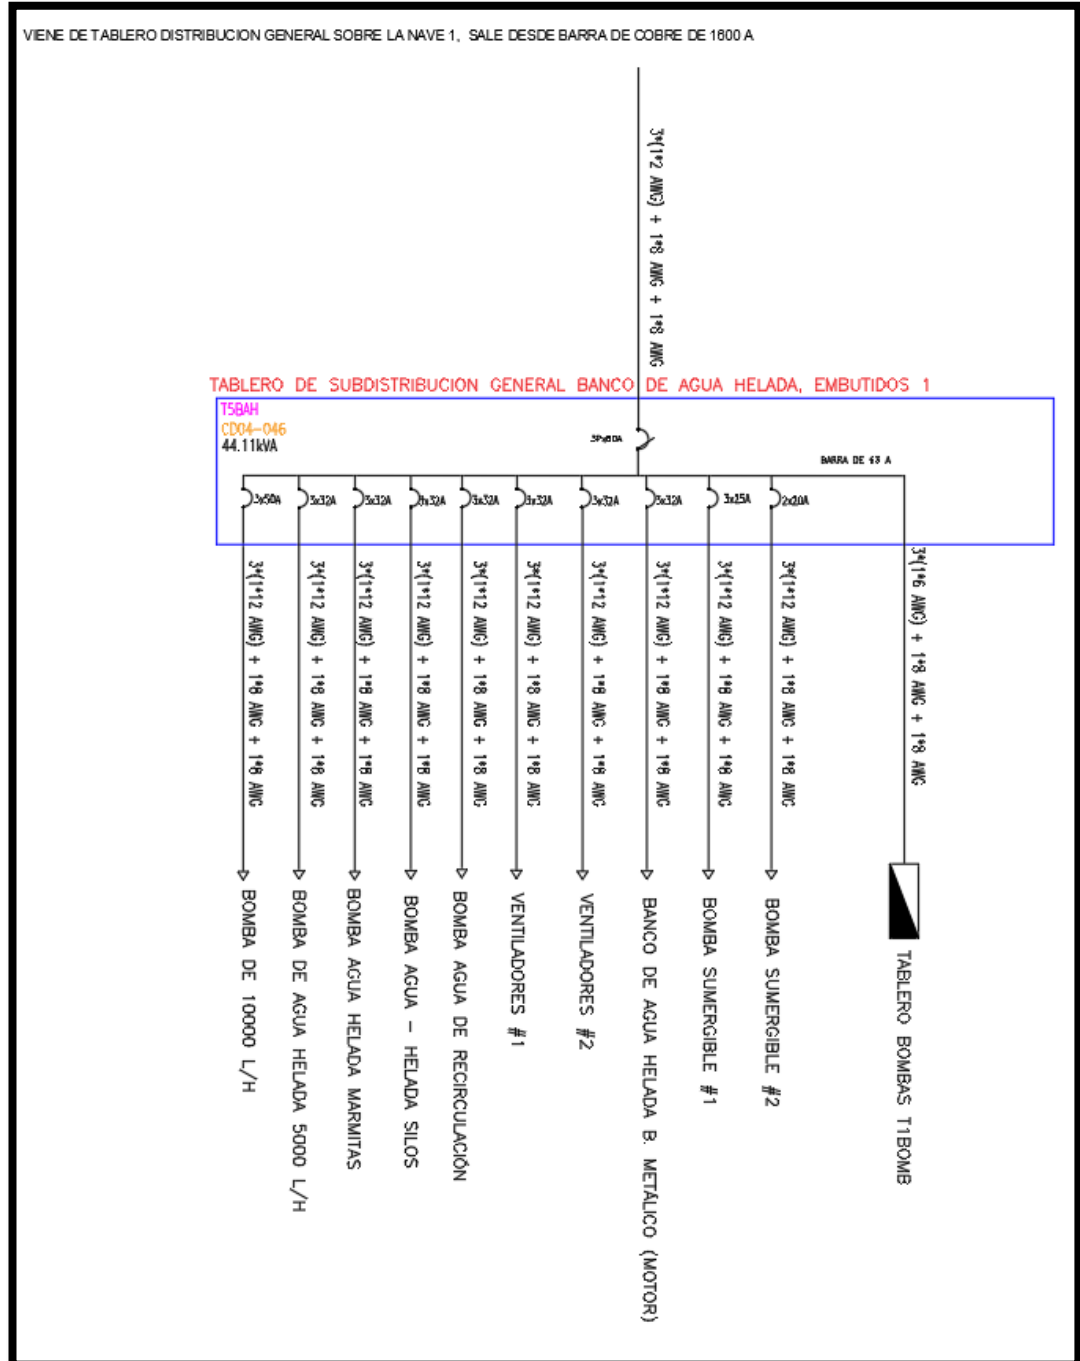 VIENE DE TABLERO DISTRIBUCION GENERAL SOBRE LA NAVE 1, SALE DESDE BARRA DE COBRE DE 1600 A
3*(1*2 AWG) + 1*8 AWG + 1*8 AWG
TABLERO DE SUBDISTRIBUCION GENERAL BANCO DE AGUA HELADA, EMBUTIDOS 1
T5BAH
CD04-046
44.11kVA
BARRA DE 63 A
3x50A
3x32A
3x32A
3x32A
3x32A
3x32A
3x32A
3x25A
2x20A
3*(1*12 AWG) + 1*8 AWG + 1*8 AWG
3*(1*12 AWG) + 1*8 AWG + 1*8 AWG
3*(1*12 AWG) + 1*8 AWG + 1*8 AWG
3*(1*12 AWG) + 1*8 AWG + 1*8 AWG
3*(1*12 AWG) + 1*8 AWG + 1*8 AWG
3*(1*12 AWG) + 1*8 AWG + 1*8 AWG
3*(1*12 AWG) + 1*8 AWG + 1*8 AWG
3*(1*12 AWG) + 1*8 AWG + 1*8 AWG
3*(1*12 AWG) + 1*8 AWG + 1*8 AWG
3*(1*12 AWG) + 1*8 AWG + 1*8 AWG
3*(1*6 AWG) + 1*8 AWG + 1*8 AWG
BOMBA DE 10000 L/H
BOMBA DE AGUA HELADA 5000 L/H
BOMBA AGUA HELADA MARMITAS
BOMBA AGUA - HELADA SILOS
BOMBA AGUA DE RECIRCULACIÓN
VENTILADORES #1
VENTILADORES #2
BANCO DE AGUA HELADA B. METÁLICO (MOTOR)
BOMBA SUMERGIBLE #1
BOMBA SUMERGIBLE #2
TABLERO BOMBAS T1BOMB